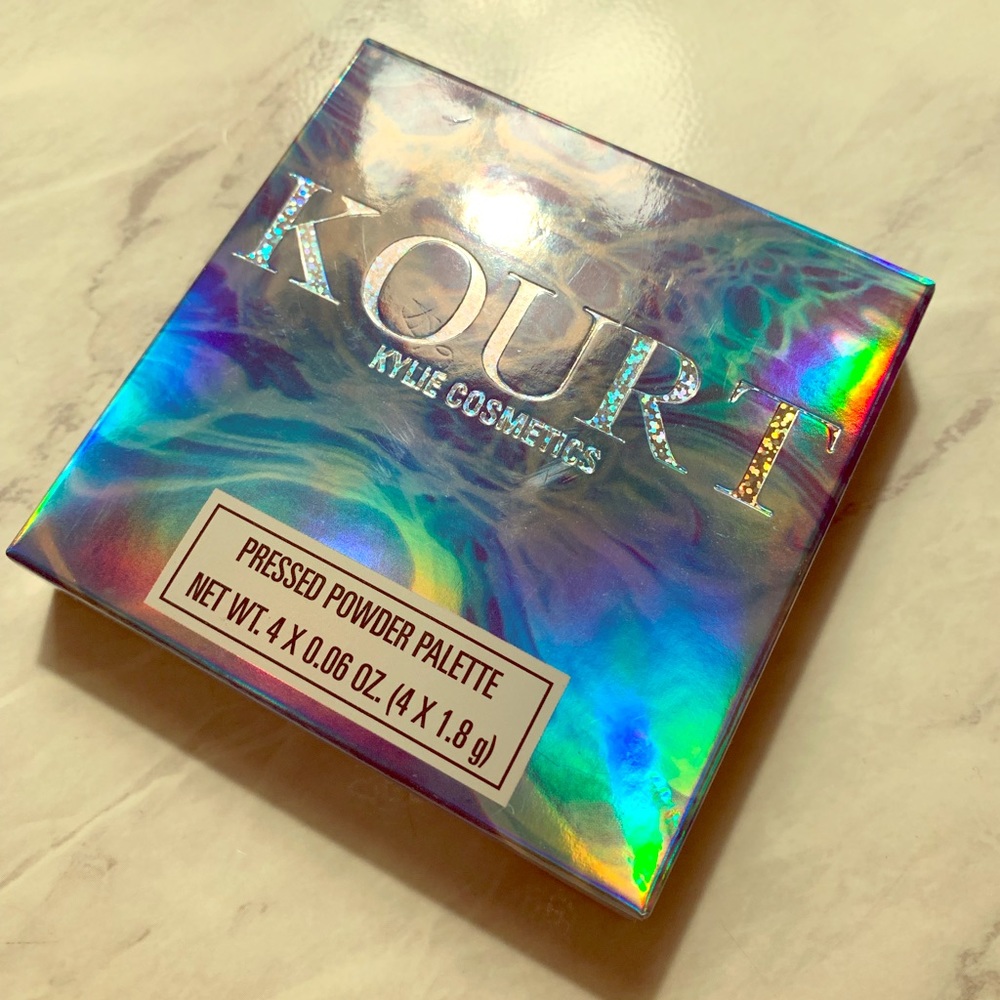 KOURT
KYLIE COSMETICS
PRESSED POWDER PALETTE
NET WT. 4 X 0.06 OZ. (4 X 1.8 g)